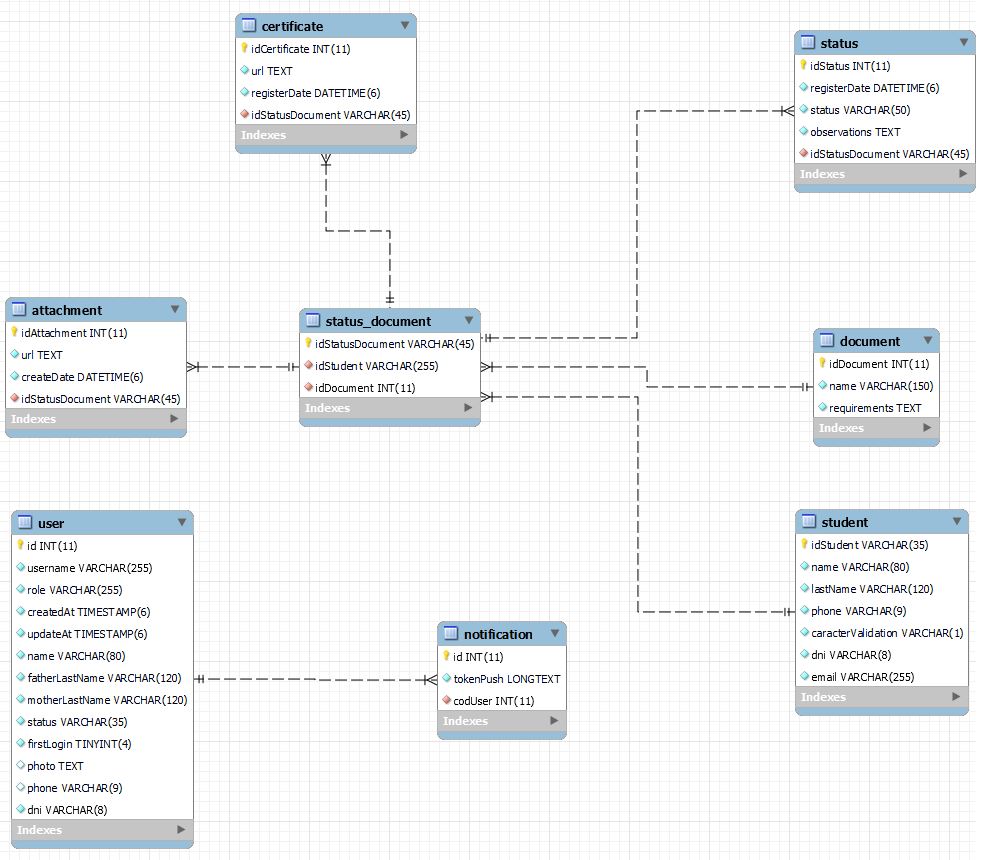 certificate
idCertificate INT(11)
url TEXT
registerDate DATETIME(6)
idStatusDocument VARCHAR(45)
Indexes
status
idStatus INT(11)
registerDate DATETIME(6)
status VARCHAR(50)
observations TEXT
idStatusDocument VARCHAR(45)
Indexes
attachment
idAttachment INT(11)
url TEXT
createDate DATETIME(6)
idStatusDocument VARCHAR(45)
Indexes
status_document
idStatusDocument VARCHAR(45)
idStudent VARCHAR(255)
idDocument INT(11)
Indexes
document
idDocument INT(11)
name VARCHAR(150)
requirements TEXT
Indexes
user
id INT(11)
username VARCHAR(255)
role VARCHAR(255)
createdAt TIMESTAMP(6)
updateAt TIMESTAMP(6)
name VARCHAR(80)
fatherLastName VARCHAR(120)
motherLastName VARCHAR(120)
status VARCHAR(35)
firstLogin TINYINT(4)
photo TEXT
phone VARCHAR(9)
dni VARCHAR(8)
Indexes
notification
id INT(11)
tokenPush LONGTEXT
codUser INT(11)
Indexes
student
idStudent VARCHAR(35)
name VARCHAR(80)
lastName VARCHAR(120)
phone VARCHAR(9)
caracterValidation VARCHAR(1)
dni VARCHAR(8)
email VARCHAR(255)
Indexes